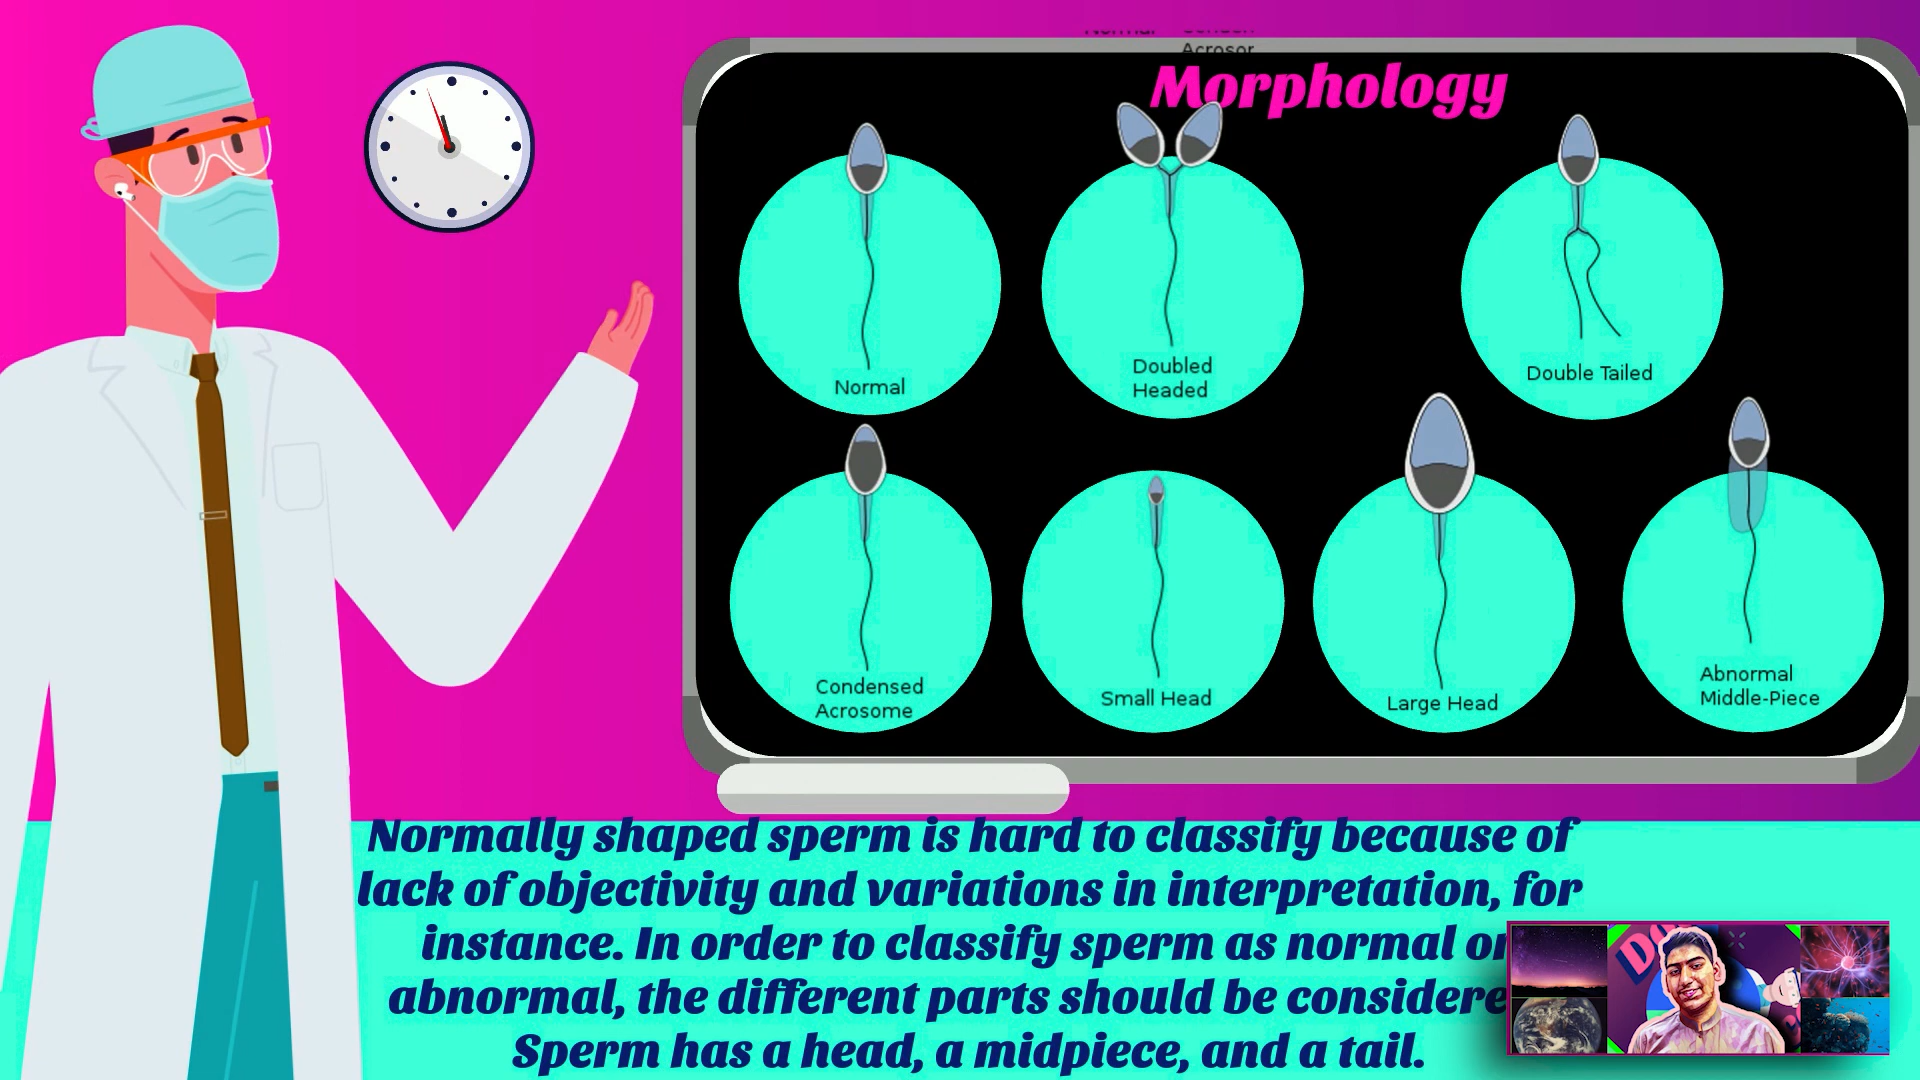 Acrosor
Morphology
Normal
Doubled
Headed
Double Tailed
Condensed
Acrosome
Small Head
Large Head
Abnormal
Middle-Piece
Normally shaped sperm is hard to classify because of
lack of objectivity and variations in interpretation, for
instance. In order to classify sperm as normal or
abnormal, the different parts should be considere
Sperm has a head, a midpiece, and a tail.